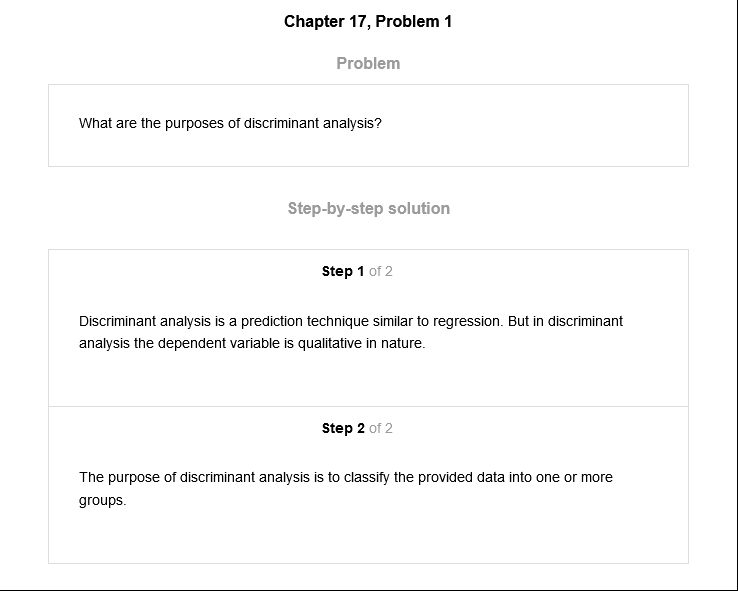 Chapter 17, Problem 1
Problem
What are the purposes of discriminant analysis?
Step-by-step solution
Step 1 of 2
Discriminant analysis is a prediction technique similar to regression. But in discriminant
analysis the dependent variable is qualitative in nature.
Step 2 of 2
The purpose of discriminant analysis is to classify the provided data into one or more
groups.